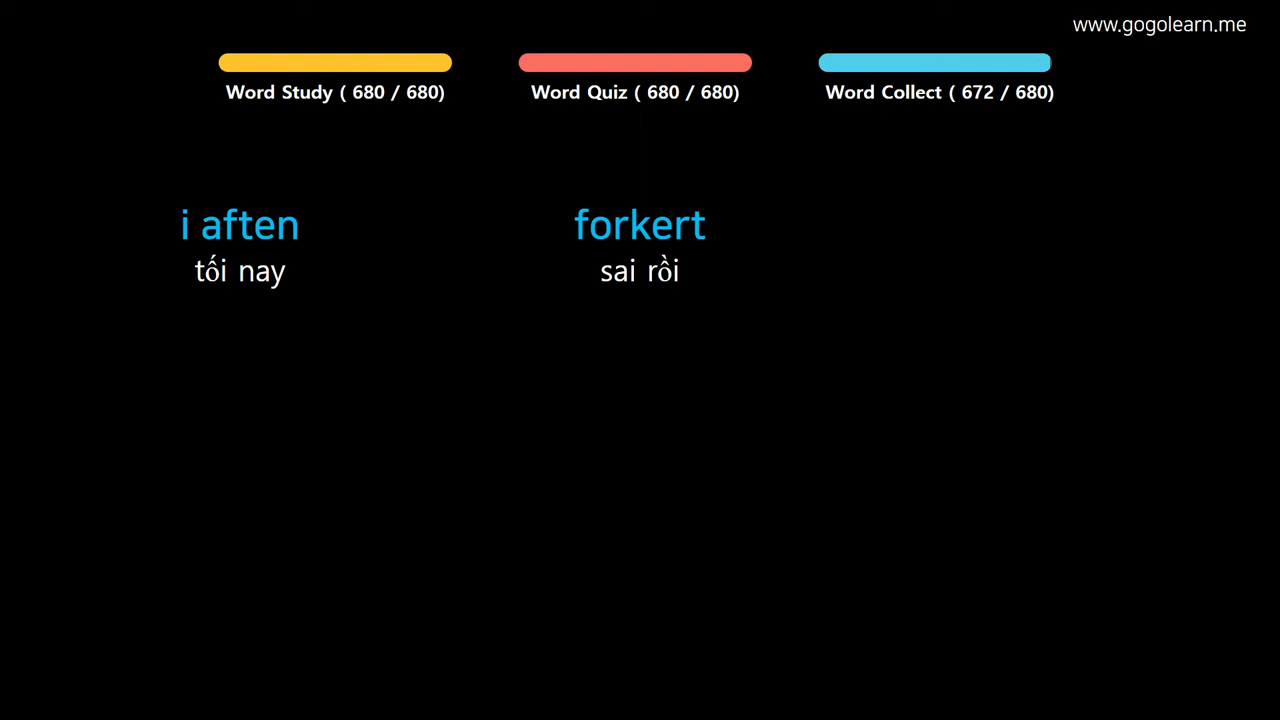 www.gogolearn.me
Word Study ( 680 / 680)
Word Quiz ( 680 / 680)
Word Collect ( 672 / 680)
i aften
tối nay
forkert
sai rồi